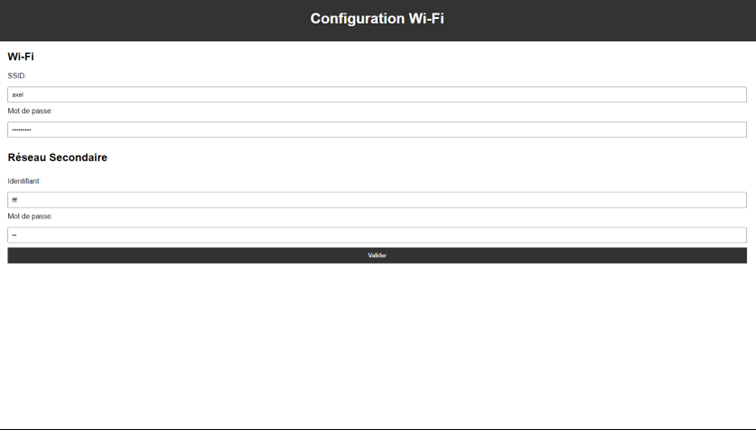 Configuration Wi-Fi
Wi-Fi
SSID:
axel
Mot de passe:
•••••••••
Réseau Secondaire
Identifiant:
fff
Mot de passe:
••
Valider